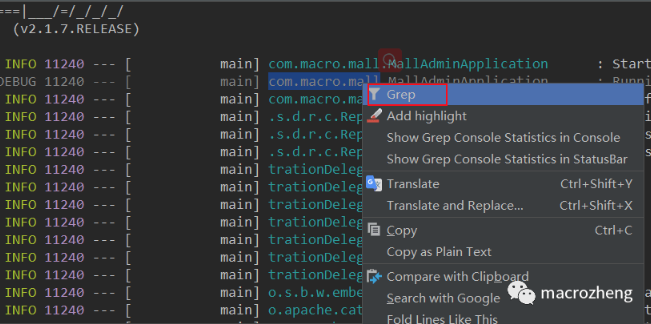 ===|___/=/_/_/_/
(v2.1.7.RELEASE)
INFO 11240 --- [ main] com.macro.mall.MallAdminApplication : Start
DEBUG 11240 --- [ main] com.macro.mall.MallAdminApplication : Runni
INFO 11240 --- [ main] com.macro.ma
INFO 11240 --- [ main] .s.d.r.c.Rep
INFO 11240 --- [ main] .s.d.r.c.Rep
INFO 11240 --- [ main] .s.d.r.c.Rep
INFO 11240 --- [ main] trationDeleg
INFO 11240 --- [ main] trationDeleg
INFO 11240 --- [ main] trationDeleg
INFO 11240 --- [ main] trationDeleg
INFO 11240 --- [ main] trationDeleg
INFO 11240 --- [ main] trationDeleg
INFO 11240 --- [ main] trationDeleg
INFO 11240 --- [ main] o.s.b.w.embe
INFO 11240 --- [ main] o.apache.cat
Grep
Add highlight
Show Grep Console Statistics in Console
Show Grep Console Statistics in StatusBar
Translate Ctrl+Shift+Y
Translate and Replace... Ctrl+Shift+X
Copy Ctrl+C
Copy as Plain Text
Compare with Clipboard
Search with Google
Fold Lines Like This
macrozheng